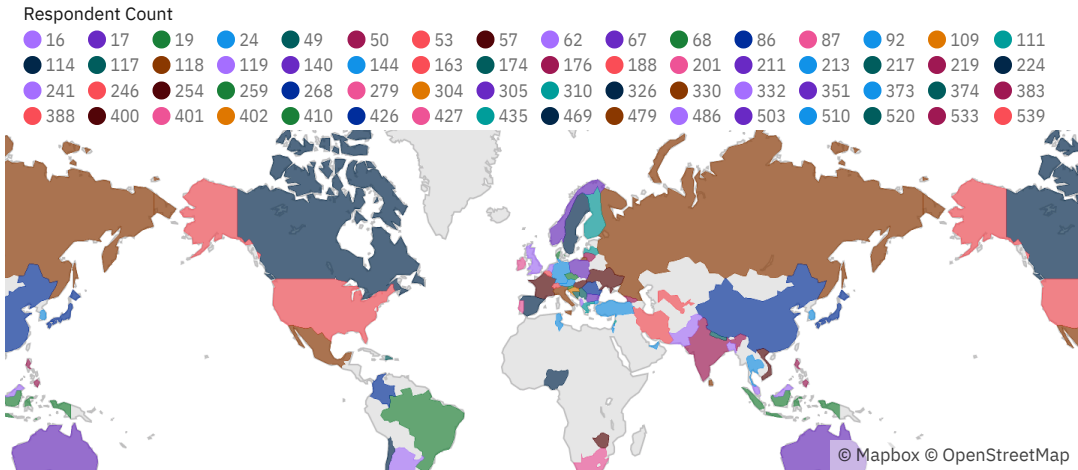 Respondent Count
16 17 19 24 49 50 53 57 62 67 68 86 87 92 109 111
114 117 118 119 140 144 163 174 176 188 201 211 213 217 219 224
241 246 254 259 268 279 304 305 310 326 330 332 351 373 374 383
388 400 401 402 410 426 427 435 469 479 486 503 510 520 533 539
© Mapbox © OpenStreetMap